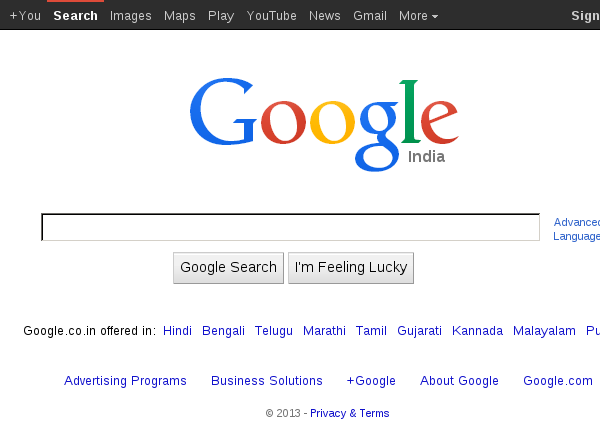 +You Search Images Maps Play YouTube News Gmail More Sign
Google
India
Advanced
Language
Google Search I'm Feeling Lucky
Google.co.in offered in: Hindi Bengali Telugu Marathi Tamil Gujarati Kannada Malayalam Pu
Advertising Programs Business Solutions +Google About Google Google.com
© 2013 - Privacy & Terms